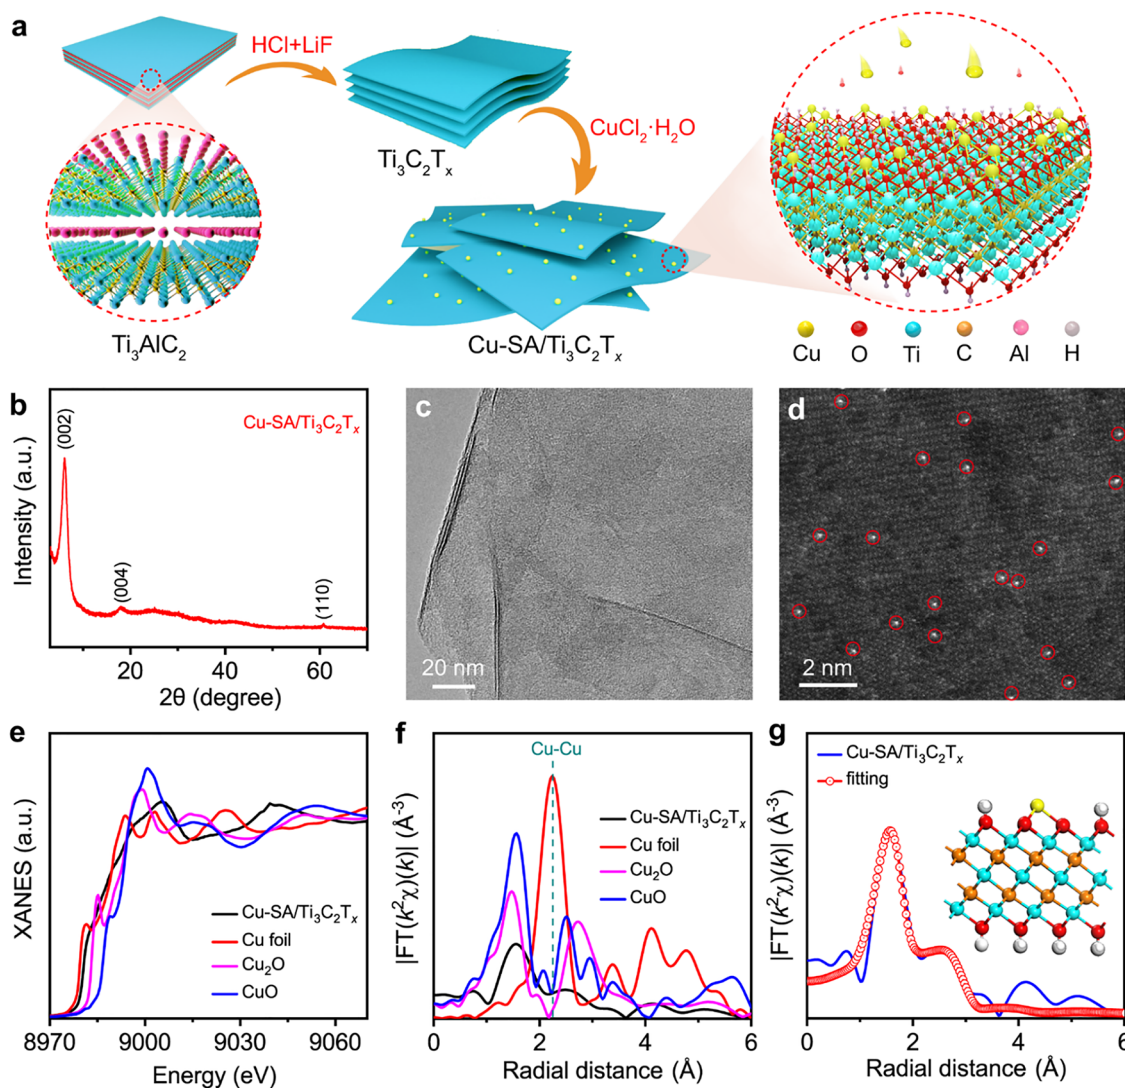 a
HCl+LiF
Ti₃C₂Tₓ
CuCl₂·H₂O
Ti₃AlC₂
Cu-SA/Ti₃C₂Tₓ
Cu O Ti C Al H
b
Cu-SA/Ti₃C₂Tₓ
(002)
(004)
(110)
Intensity (a.u.)
20 40 60
2θ (degree)
c
20 nm
d
2 nm
e
XANES (a.u.)
Cu-SA/Ti₃C₂Tₓ
Cu foil
Cu₂O
CuO
8970 9000 9030 9060
Energy (eV)
f
Cu-Cu
|FT(k²χ)(k)| (Å⁻³)
Cu-SA/Ti₃C₂Tₓ
Cu foil
Cu₂O
CuO
0 2 4 6
Radial distance (Å)
g
Cu-SA/Ti₃C₂Tₓ
fitting
|FT(k²χ)(k)| (Å⁻³)
0 2 4 6
Radial distance (Å)